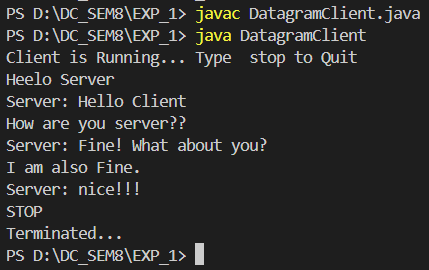 PS D:\DC_SEM8\EXP_1> javac DatagramClient.java
PS D:\DC_SEM8\EXP_1> java DatagramClient
Client is Running... Type  stop to Quit
Heelo Server
Server: Hello Client
How are you server??
Server: Fine! What about you?
I am also Fine.
Server: nice!!!
STOP
Terminated...
PS D:\DC_SEM8\EXP_1>